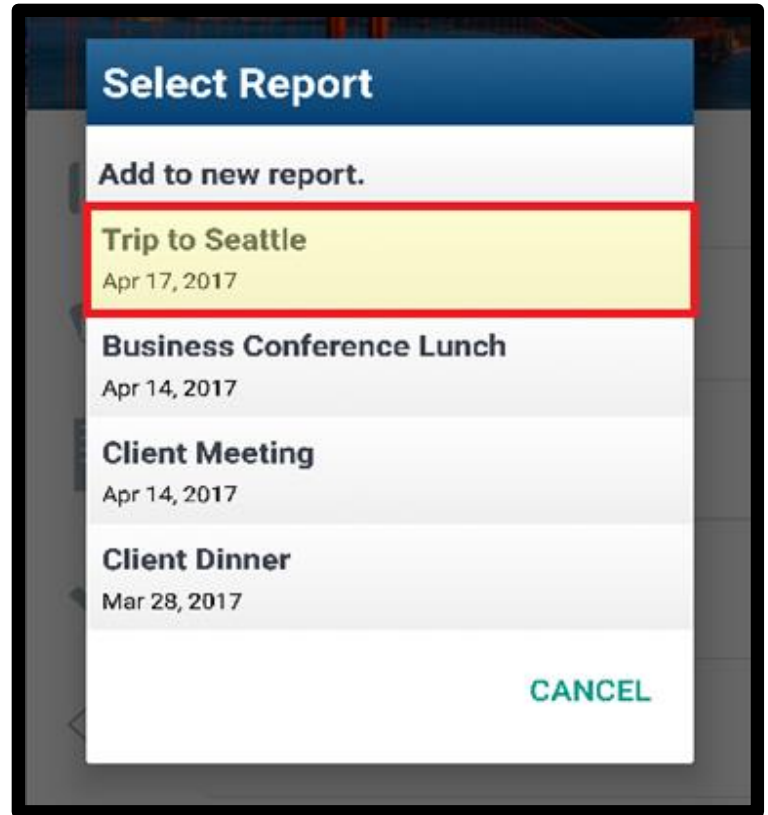 Select Report
Add to new report.
Trip to Seattle
Apr 17, 2017
Business Conference Lunch
Apr 14, 2017
Client Meeting
Apr 14, 2017
Client Dinner
Mar 28, 2017
CANCEL